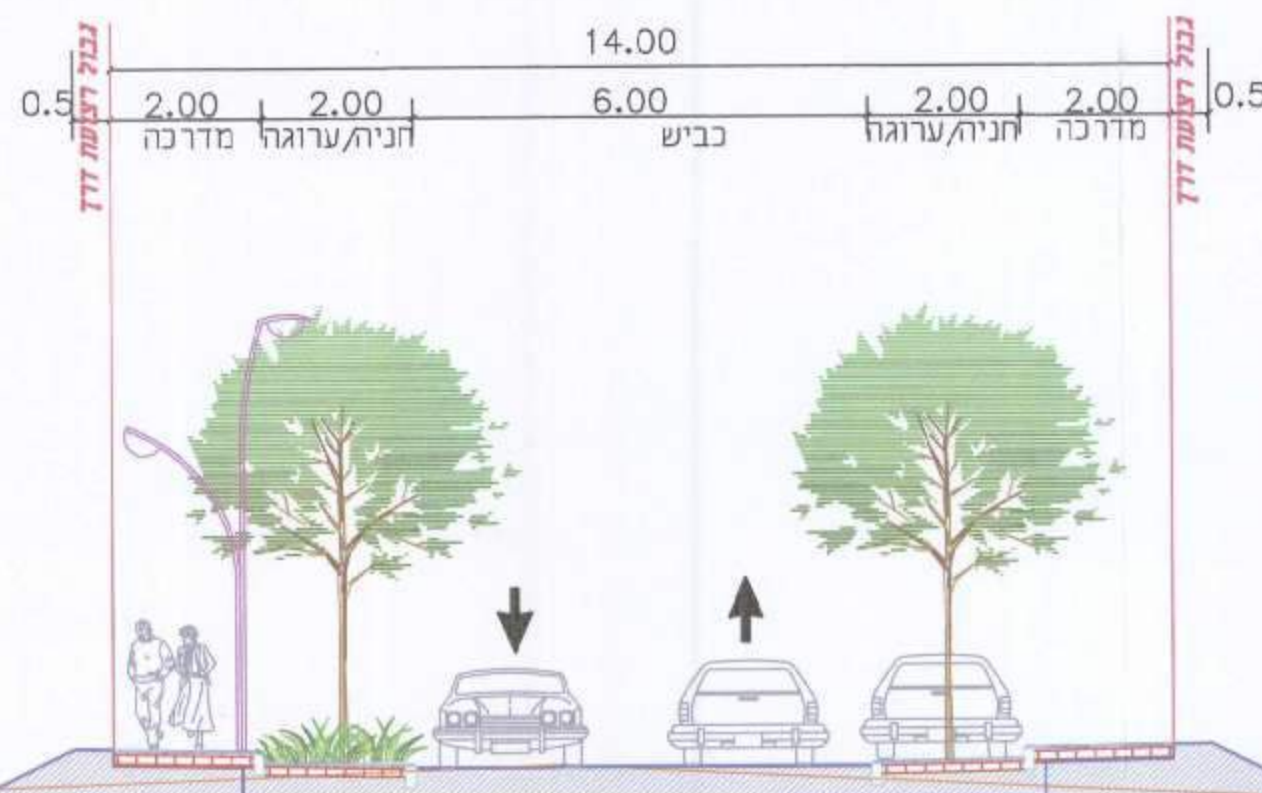 14.00
0.5 2.00 2.00 6.00 2.00 2.00 0.5
מדרכה חניה/ערוגה כביש חניה/ערוגה מדרכה
גבול רצועת דרך
גבול רצועת דרך